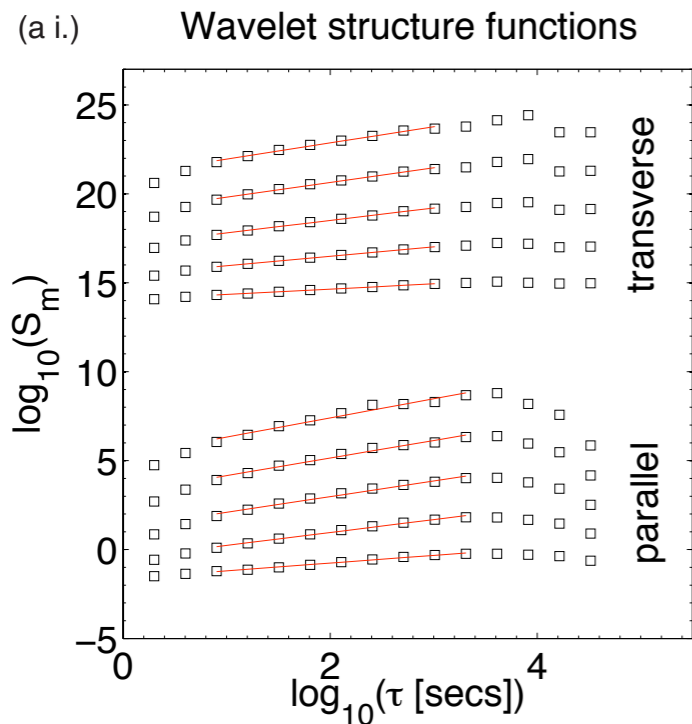 (a i.) Wavelet structure functions
25
20
15
10
5
0
−5
log10(Sm)
transverse
parallel
0 2 4
log10(τ [secs])